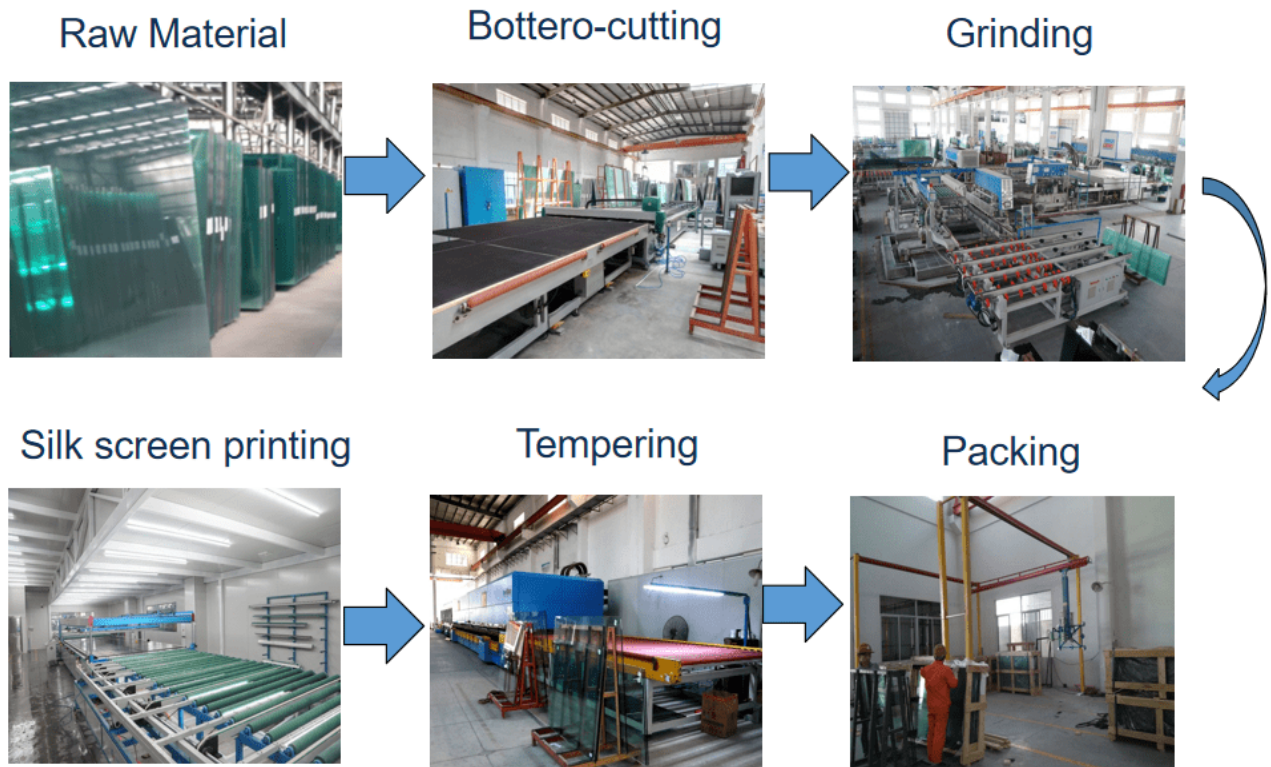 Raw Material
Bottero-cutting
Grinding
Silk screen printing
Tempering
Packing